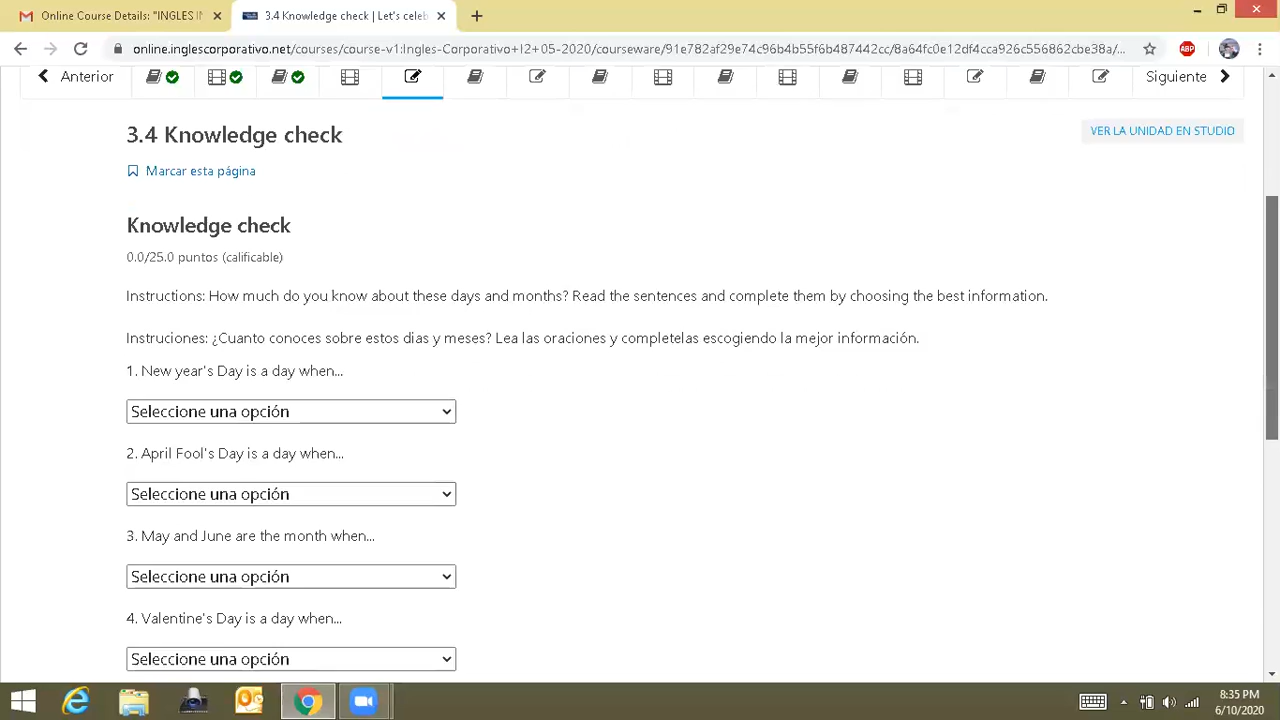 Online Course Details: "INGLES IN
3.4 Knowledge check | Let's celeb
online.inglescorporativo.net/courses/course-v1:Ingles-Corporativo+I2+05-2020/courseware/91e782af29e74c96b4b55f6b487442cc/8a64fc0e12df4cca926c556862cbe38a/...
ABP
Anterior
Siguiente
3.4 Knowledge check
VER LA UNIDAD EN STUDIO
Marcar esta página
Knowledge check
0.0/25.0 puntos (calificable)
Instructions: How much do you know about these days and months? Read the sentences and complete them by choosing the best information.
Instruciones: ¿Cuanto conoces sobre estos dias y meses? Lea las oraciones y completelas escogiendo la mejor información.
1. New year's Day is a day when...
Seleccione una opción
2. April Fool's Day is a day when...
Seleccione una opción
3. May and June are the month when...
Seleccione una opción
4. Valentine's Day is a day when...
Seleccione una opción
8:35 PM
6/10/2020